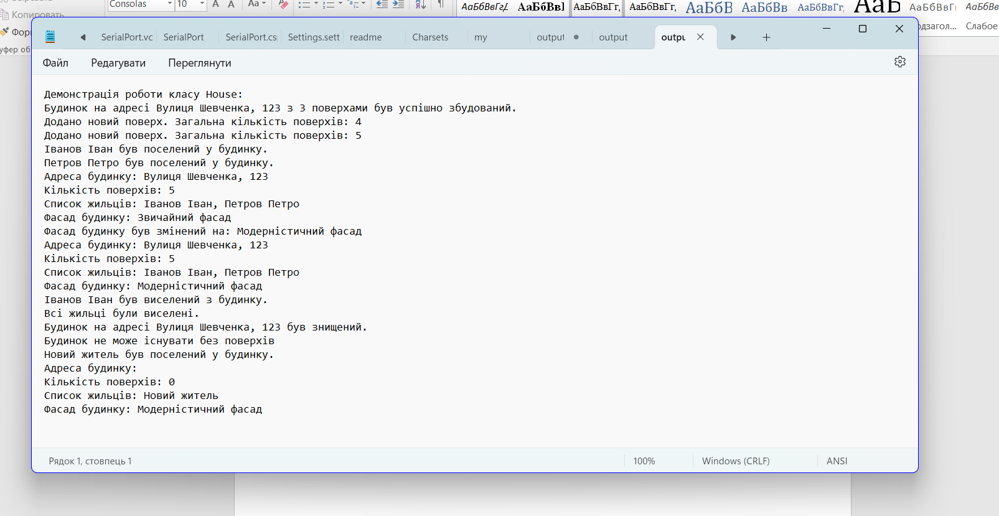 Копировать
Consolas
10
Aa
АаБбВвГгД
АаБбВвІ
АаБбВвГг,
АаБбВвГг,
АаБбВ
АаБбВв
АаБбВвГг,
АаБ
АаБбВвГг
АаБбВв
Слабое
SerialPort.vc
SerialPort
SerialPort.cs
Settings.sett
readme
Charsets
my
output
output
outpu
Файл
Редагувати
Переглянути
Демонстрація роботи класу House:
Будинок на адресі Вулиця Шевченка, 123 з 3 поверхами був успішно збудований.
Додано новий поверх. Загальна кількість поверхів: 4
Додано новий поверх. Загальна кількість поверхів: 5
Іванов Іван був поселений у будинку.
Петров Петро був поселений у будинку.
Адреса будинку: Вулиця Шевченка, 123
Кількість поверхів: 5
Список жильців: Іванов Іван, Петров Петро
Фасад будинку: Звичайний фасад
Фасад будинку був змінений на: Модерністичний фасад
Адреса будинку: Вулиця Шевченка, 123
Кількість поверхів: 5
Список жильців: Іванов Іван, Петров Петро
Фасад будинку: Модерністичний фасад
Іванов Іван був виселений з будинку.
Всі жильці були виселені.
Будинок на адресі Вулиця Шевченка, 123 був знищений.
Будинок не може існувати без поверхів
Новий житель був поселений у будинку.
Адреса будинку:
Кількість поверхів: 0
Список жильців: Новий житель
Фасад будинку: Модерністичний фасад
Рядок 1, стовпець 1
100%
Windows (CRLF)
ANSI